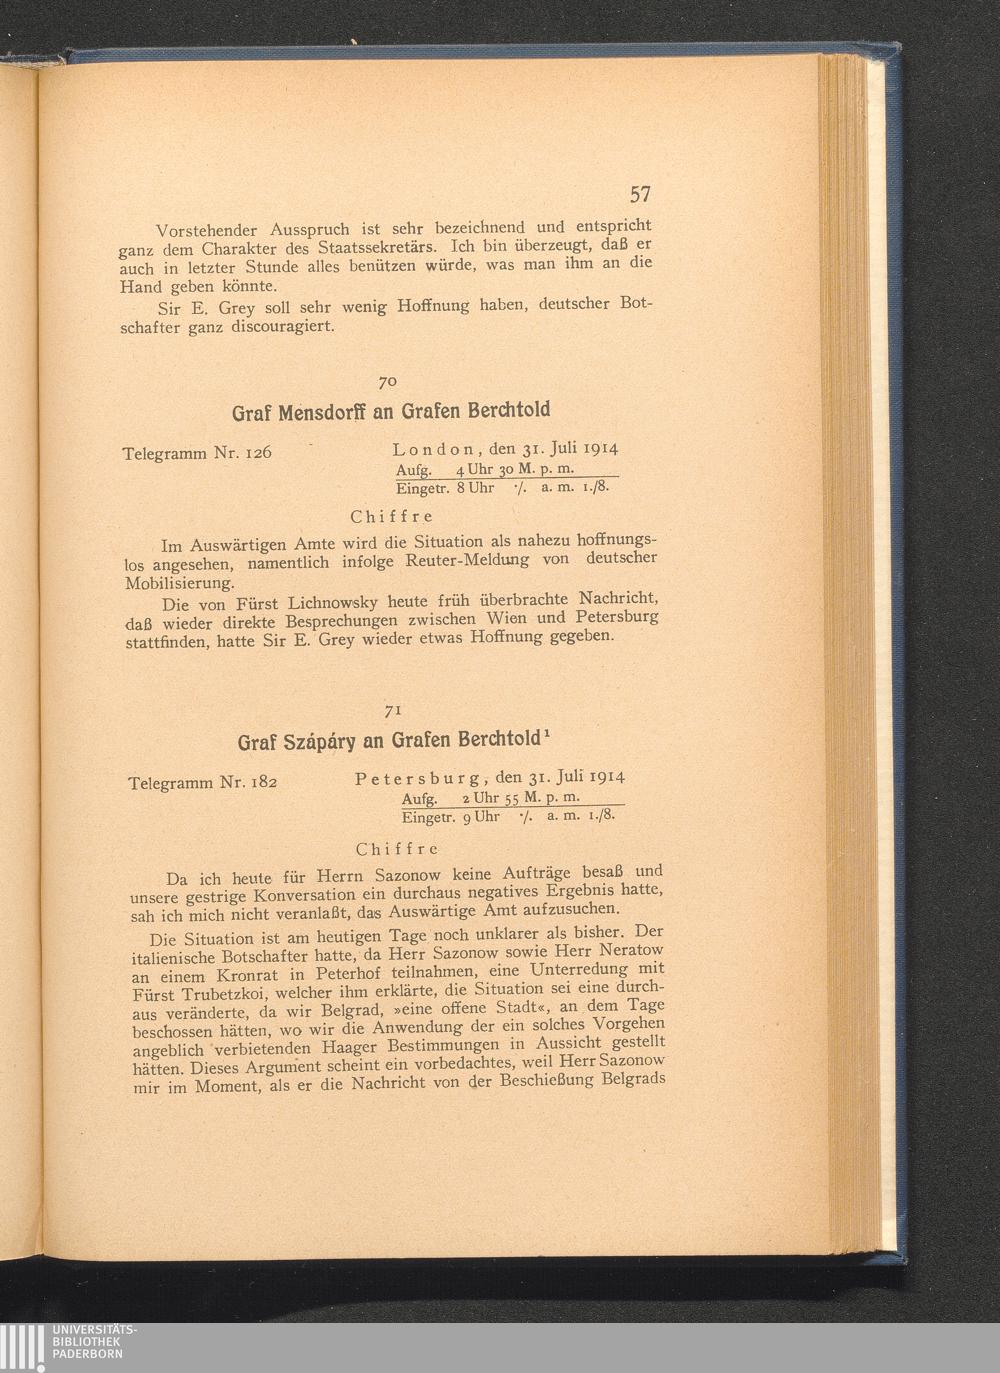 57
Vorstehender Ausspruch ist sehr bezeichnend und entspricht
ganz dem Charakter des Staatssekretärs. Ich bin überzeugt, daß er
auch in letzter Stunde alles benützen würde, was man ihm an die
Hand geben könnte.
Sir E. Grey soll sehr wenig Hoffnung haben, deutscher Bot-
schafter ganz discouragiert.
70
Graf Mensdorff an Grafen Berchtold
Telegramm Nr. 126 London, den 31. Juli 1914
Aufg. 4 Uhr 30 M. p. m.
Eingetr. 8 Uhr ·/. a. m. 1./8.
Chiffre
Im Auswärtigen Amte wird die Situation als nahezu hoffnungs-
los angesehen, namentlich infolge Reuter-Meldung von deutscher
Mobilisierung.
Die von Fürst Lichnowsky heute früh überbrachte Nachricht,
daß wieder direkte Besprechungen zwischen Wien und Petersburg
stattfinden, hatte Sir E. Grey wieder etwas Hoffnung gegeben.
71
Graf Szápáry an Grafen Berchtold¹
Telegramm Nr. 182 Petersburg, den 31. Juli 1914
Aufg. 2 Uhr 55 M. p. m.
Eingetr. 9 Uhr ·/. a. m. 1./8.
Chiffre
Da ich heute für Herrn Sazonow keine Aufträge besaß und
unsere gestrige Konversation ein durchaus negatives Ergebnis hatte,
sah ich mich nicht veranlaßt, das Auswärtige Amt aufzusuchen.
Die Situation ist am heutigen Tage noch unklarer als bisher. Der
italienische Botschafter hatte, da Herr Sazonow sowie Herr Neratow
an einem Kronrat in Peterhof teilnahmen, eine Unterredung mit
Fürst Trubetzkoi, welcher ihm erklärte, die Situation sei eine durch-
aus veränderte, da wir Belgrad, »eine offene Stadt«, an dem Tage
beschossen hätten, wo wir die Anwendung der ein solches Vorgehen
angeblich verbietenden Haager Bestimmungen in Aussicht gestellt
hätten. Dieses Argument scheint ein vorbedachtes, weil Herr Sazonow
mir im Moment, als er die Nachricht von der Beschießung Belgrads
UNIVERSITÄTS-
BIBLIOTHEK
PADERBORN